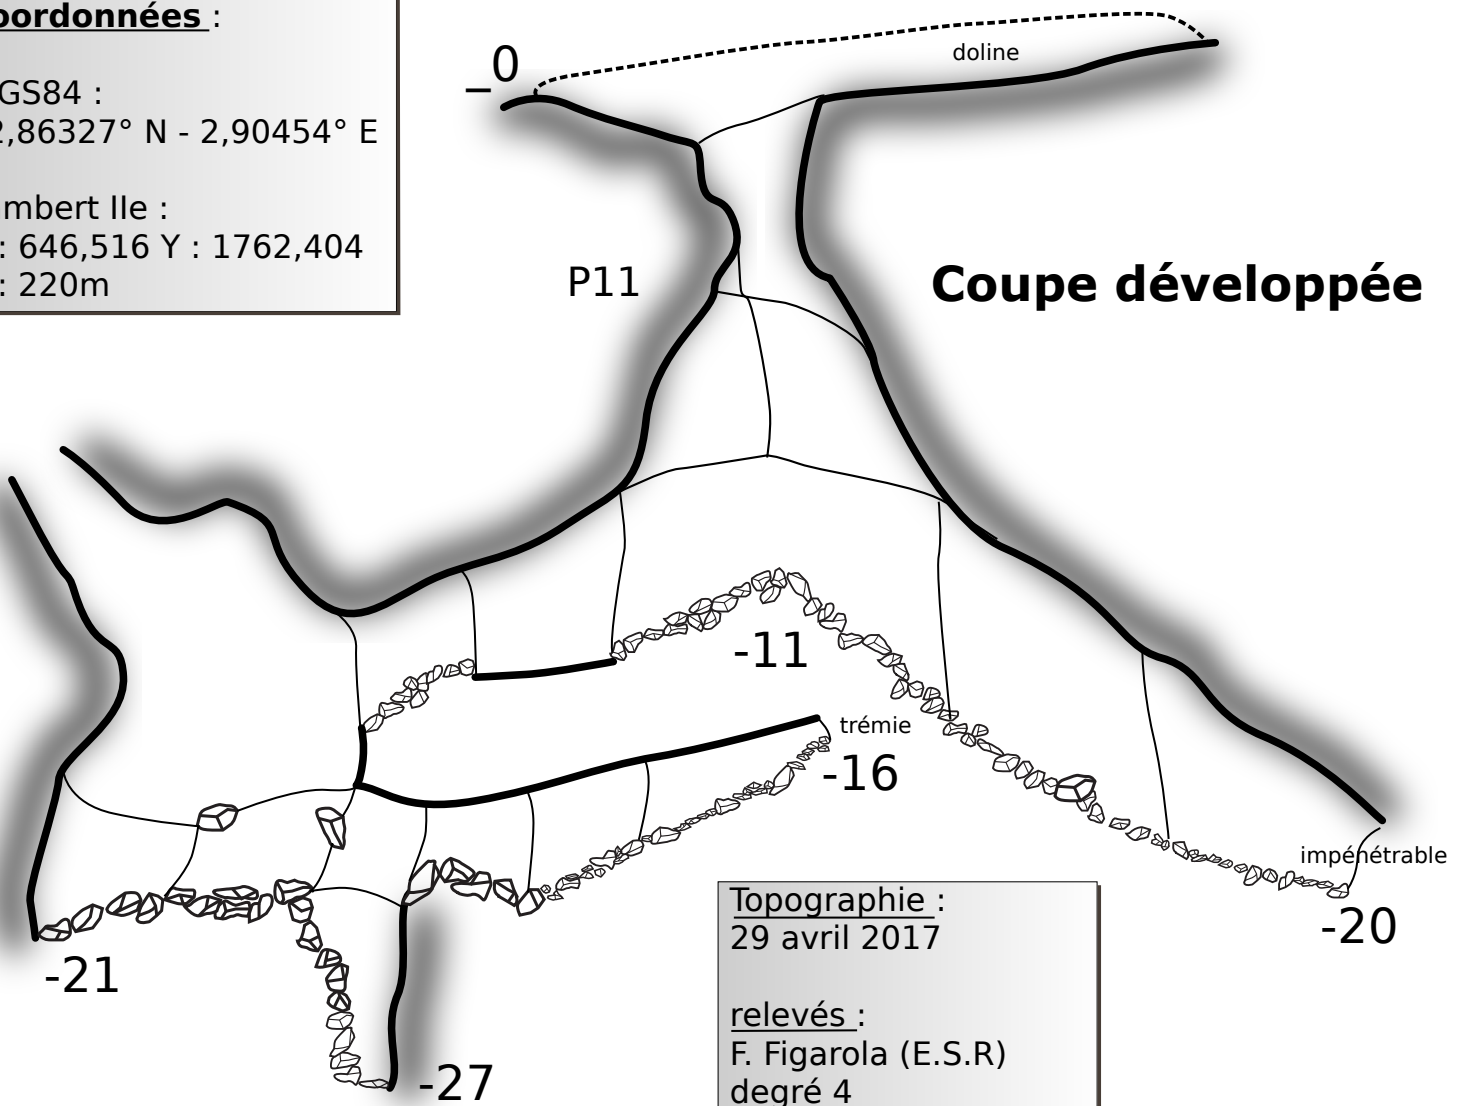 oordonnées :
GS84 :
2,86327° N - 2,90454° E
mbert IIe :
: 646,516 Y : 1762,404
: 220m
0
doline
P11
Coupe développée
-11
trémie
-16
impénétrable
-20
-21
-27
Topographie :
29 avril 2017
relevés :
F. Figarola (E.S.R)
degré 4